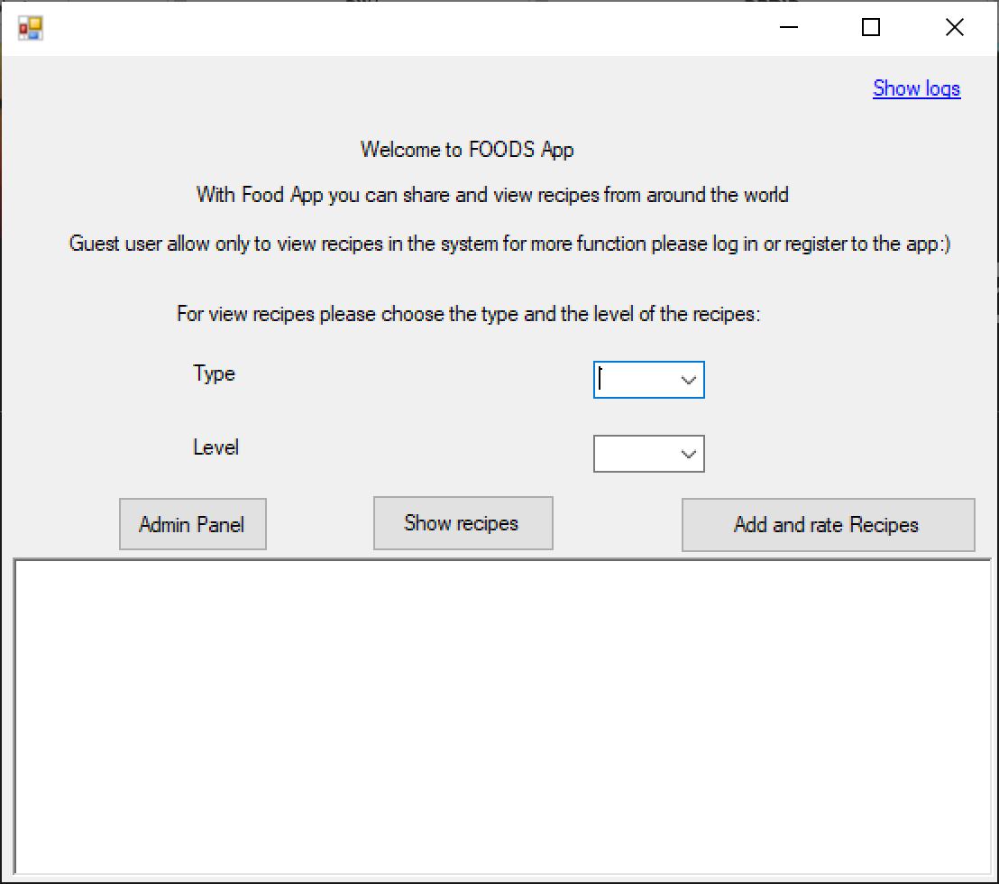 Show logs
Welcome to FOODS App
With Food App you can share and view recipes from around the world
Guest user allow only to view recipes in the system for more function please log in or register to the app:)
For view recipes please choose the type and the level of the recipes:
Type
Level
Admin Panel
Show recipes
Add and rate Recipes